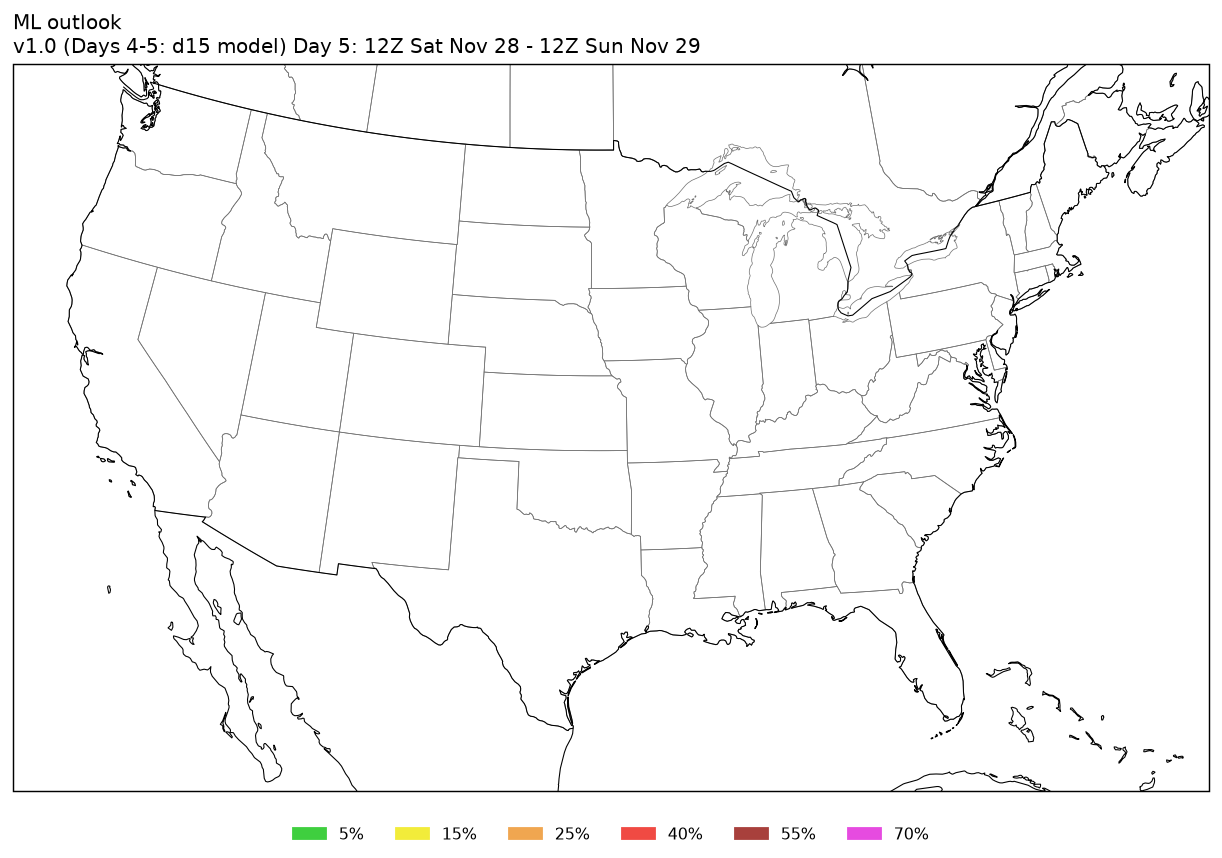 ML outlook
v1.0 (Days 4-5: d15 model) Day 5: 12Z Sat Nov 28 - 12Z Sun Nov 29
5% 15% 25% 40% 55% 70%